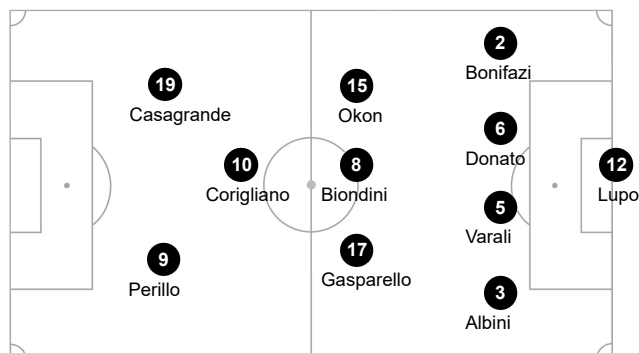 2
Bonifazi
19
Casagrande
15
Okon
6
Donato
10
Corigliano
8
Biondini
12
Lupo
5
Varali
9
Perillo
17
Gasparello
3
Albini